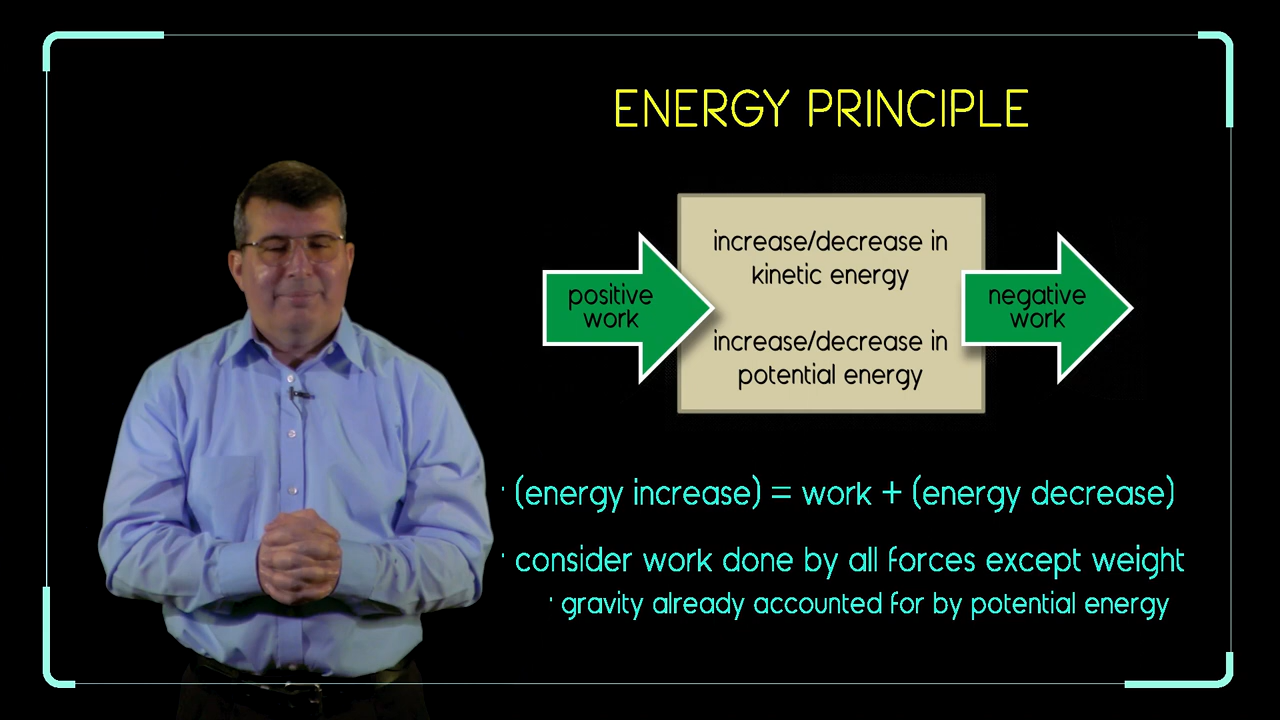 ENERGY PRINCIPLE
increase/decrease in
kinetic energy
increase/decrease in
potential energy
positive
work
negative
work
· (energy increase) = work + (energy decrease)
· consider work done by all forces except weight
· gravity already accounted for by potential energy